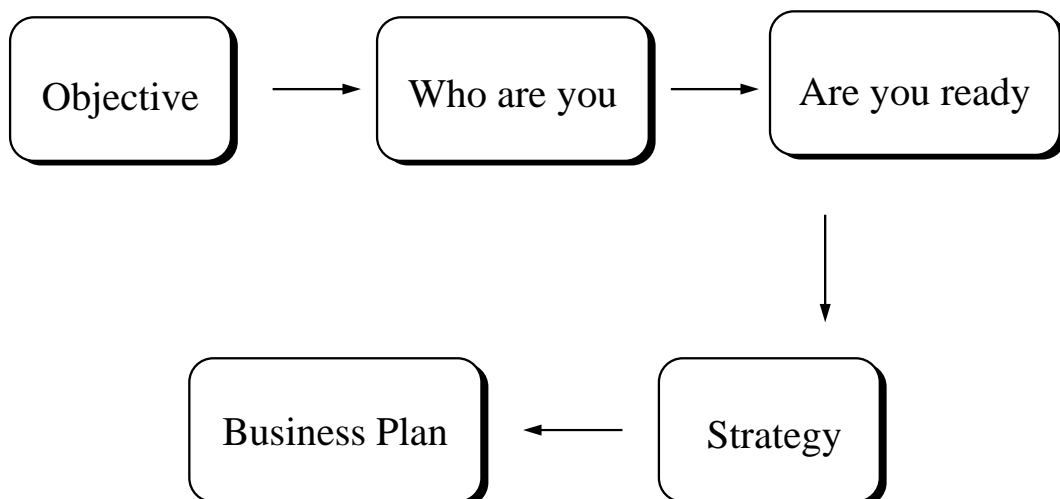 Objective
Who are you
Are you ready
Strategy
Business Plan